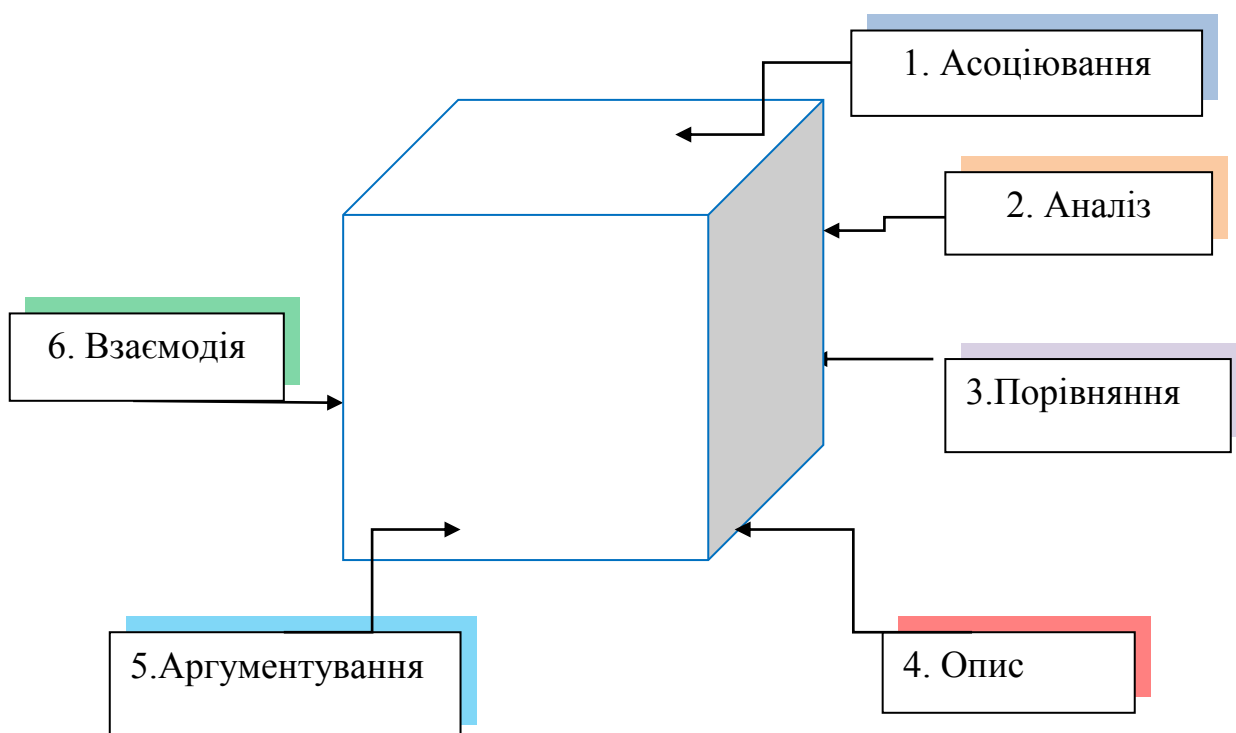 1. Асоціювання
2. Аналіз
3.Порівняння
4. Опис
5.Аргументування
6. Взаємодія